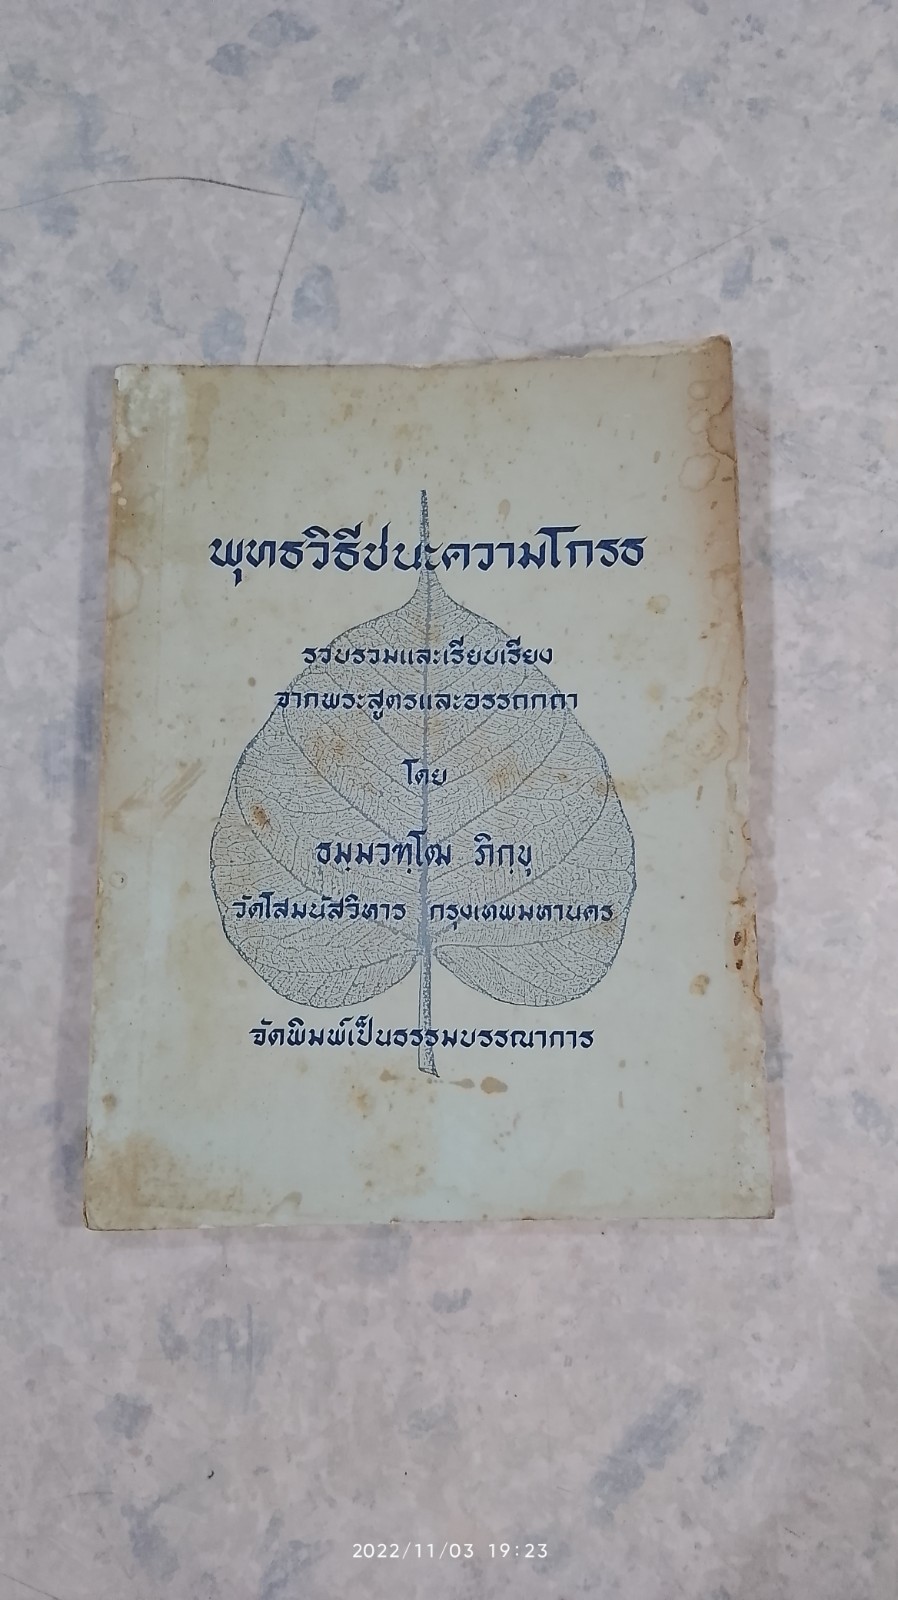 พุทธวิธีชนะความโกรธ
รวบรวมและเรียบเรียง
จากพระสูตรและอรรถกถา
โดย
ธมฺมวฑฺโฒ ภิกฺขุ
วัดโสมนัสวิหาร กรุงเทพมหานคร
จัดพิมพ์เป็นธรรมบรรณาการ
2022/11/03 19:23